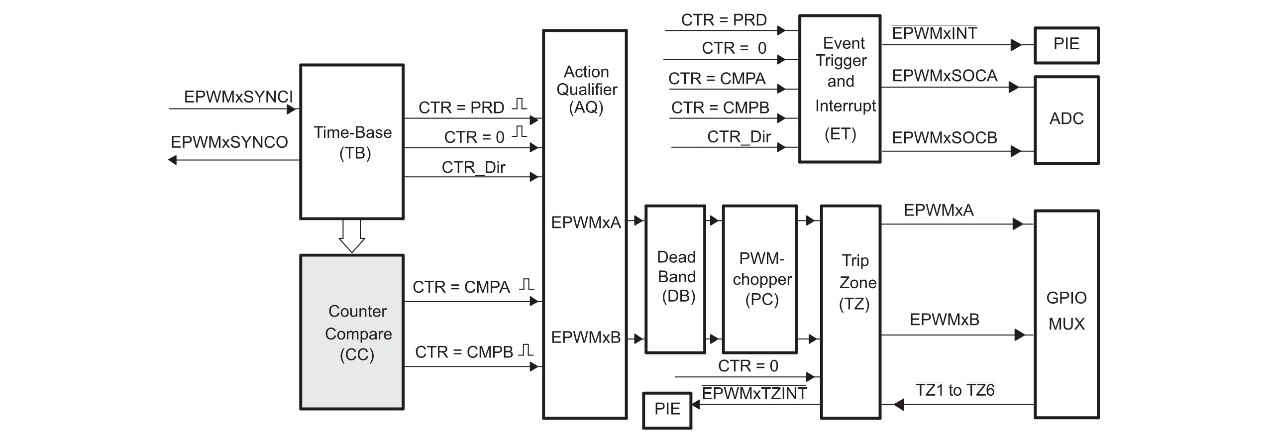 EPWMxSYNCI
EPWMxSYNCO
Time-Base
(TB)
CTR = PRD
CTR = 0
CTR_Dir
Counter
Compare
(CC)
CTR = CMPA
CTR = CMPB
Action
Qualifier
(AQ)
EPWMxA
EPWMxB
CTR = PRD
CTR = 0
CTR = CMPA
CTR = CMPB
CTR_Dir
Event
Trigger
and
Interrupt
(ET)
EPWMxINT
EPWMxSOCA
EPWMxSOCB
PIE
ADC
Dead
Band
(DB)
PWM-
chopper
(PC)
Trip
Zone
(TZ)
CTR = 0
EPWMxTZINT
PIE
EPWMxA
EPWMxB
TZ1 to TZ6
GPIO
MUX